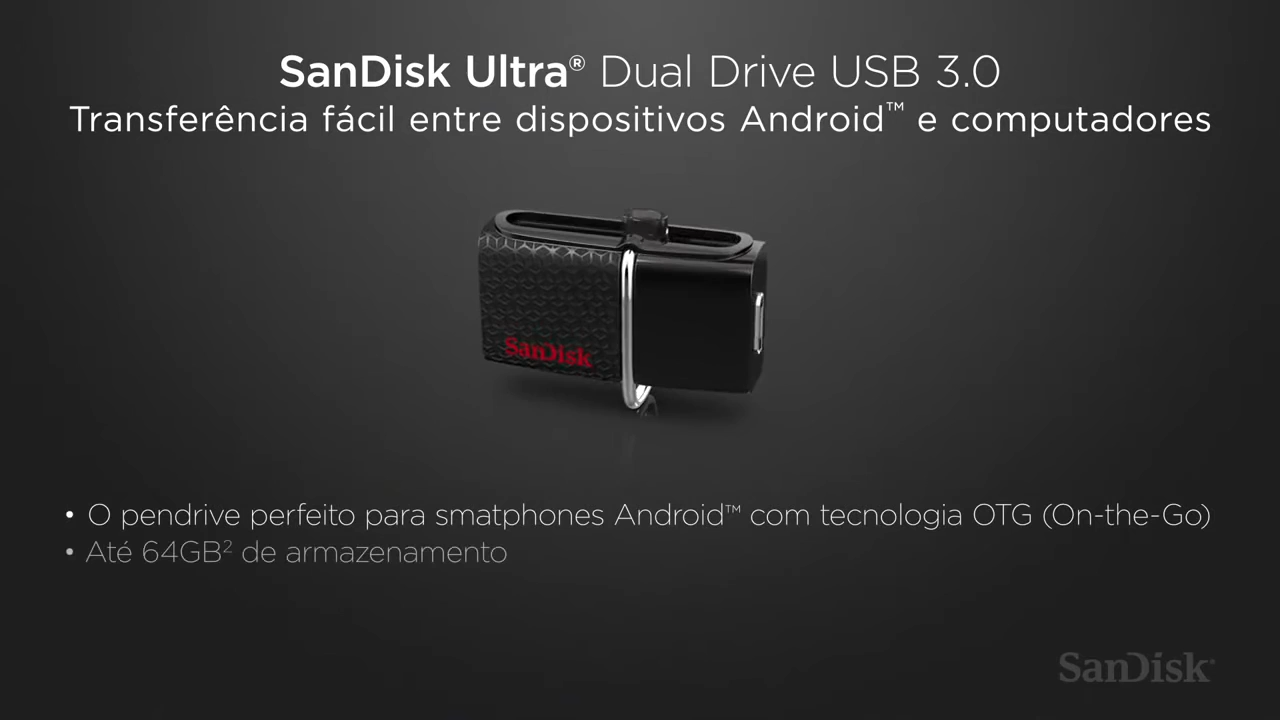 SanDisk Ultra® Dual Drive USB 3.0
Transferência fácil entre dispositivos Android™ e computadores
SanDisk
• O pendrive perfeito para smatphones Android™ com tecnologia OTG (On-the-Go)
• Até 64GB² de armazenamento
SanDisk®